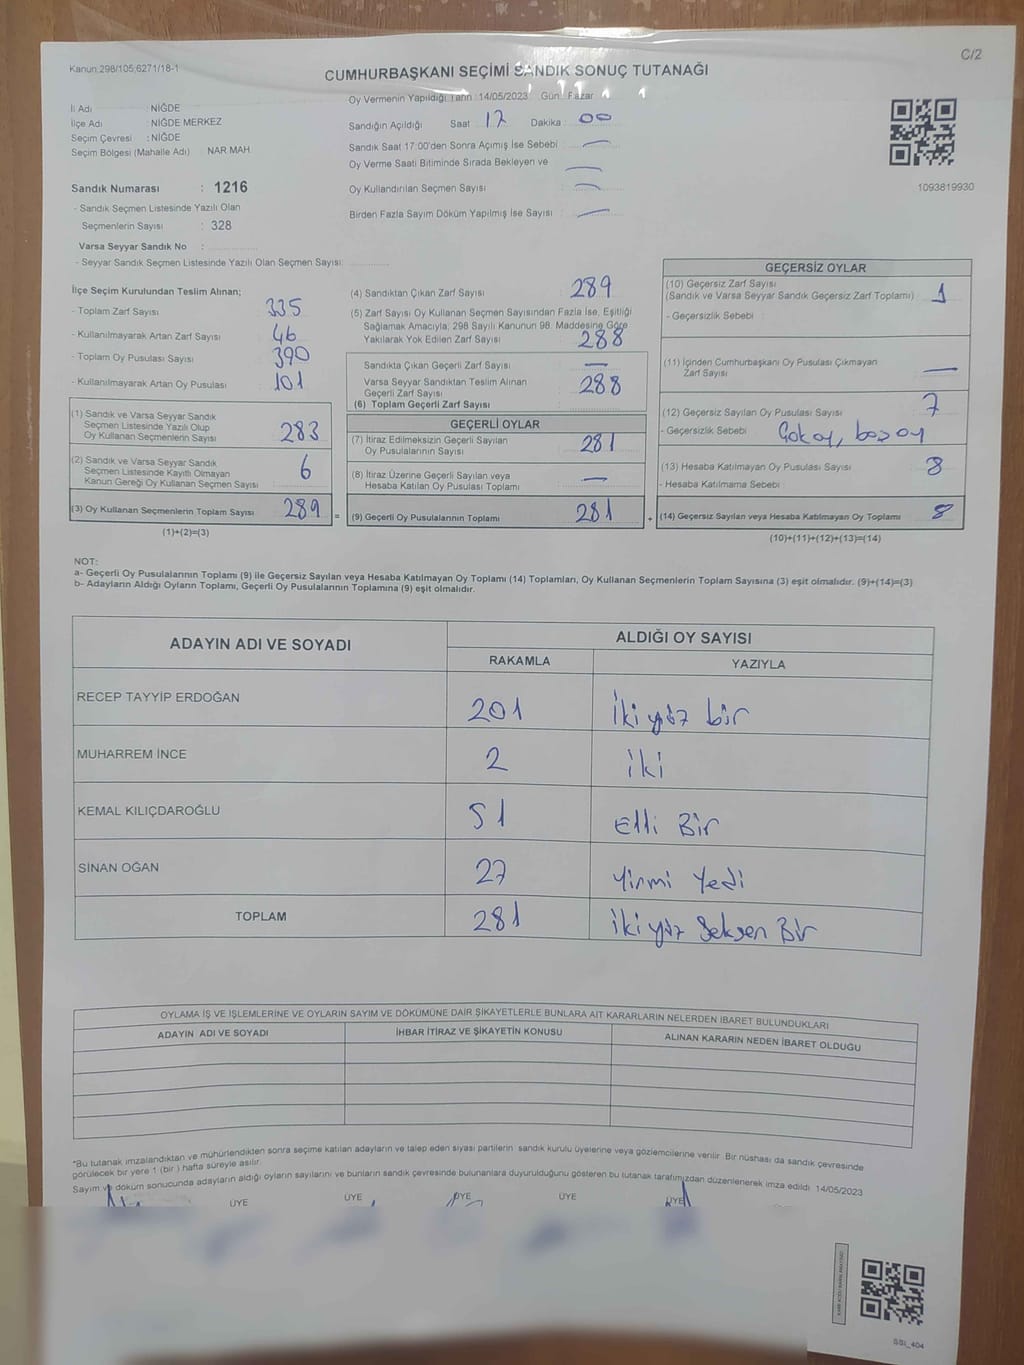 C/2
Kanun:298/105;6271/18-1
CUMHURBAŞKANI SEÇİMİ SANDIK SONUÇ TUTANAĞI
İl Adı : NİĞDE
İlçe Adı : NİĞDE MERKEZ
Seçim Çevresi : NİĞDE
Seçim Bölgesi (Mahalle Adı) : NAR MAH.
Sandık Numarası : 1216
- Sandık Seçmen Listesinde Yazılı Olan
Seçmenlerin Sayısı : 328
Varsa Seyyar Sandık No :
- Seyyar Sandık Seçmen Listesinde Yazılı Olan Seçmen Sayısı:
Oy Vermenin Yapıldığı Tarih : 14/05/2023 Gün: Pazar
Sandığın Açıldığı Saat 17 Dakika : 00
Sandık Saat 17:00'den Sonra Açımış İse Sebebi : —
Oy Verme Saati Bitiminde Sırada Bekleyen ve —
Oy Kullandırılan Seçmen Sayısı : —
Birden Fazla Sayım Döküm Yapılmış İse Sayısı : —
1093819930
İlçe Seçim Kurulundan Teslim Alınan;
- Toplam Zarf Sayısı : 335
- Kullanılmayarak Artan Zarf Sayısı : 46
- Toplam Oy Pusulası Sayısı : 390
- Kullanılmayarak Artan Oy Pusulası : 101
(1) Sandık ve Varsa Seyyar Sandık
Seçmen Listesinde Yazılı Olup
Oy Kullanan Seçmenlerin Sayısı : 283
(2) Sandık ve Varsa Seyyar Sandık
Seçmen Listesinde Kayıtlı Olmayan
Kanun Gereği Oy Kullanan Seçmen Sayısı : 6
(3) Oy Kullanan Seçmenlerin Toplam Sayısı : 289 =
(1)+(2)=(3)
(4) Sandıktan Çıkan Zarf Sayısı : 289
(5) Zarf Sayısı Oy Kullanan Seçmen Sayısından Fazla İse, Eşitliği
Sağlamak Amacıyla; 298 Sayılı Kanunun 98. Maddesine Göre
Yakılarak Yok Edilen Zarf Sayısı : 288
Sandıkta Çıkan Geçerli Zarf Sayısı : —
Varsa Seyyar Sandıktan Teslim Alınan
Geçerli Zarf Sayısı : 288
(6) Toplam Geçerli Zarf Sayısı :
GEÇERLİ OYLAR
(7) İtiraz Edilmeksizin Geçerli Sayılan
Oy Pusulalarının Sayısı : 281
(8) İtiraz Üzerine Geçerli Sayılan veya
Hesaba Katılan Oy Pusulası Toplamı : —
(9) Geçerli Oy Pusulalarının Toplamı : 281 +
GEÇERSİZ OYLAR
(10) Geçersiz Zarf Sayısı
(Sandık ve Varsa Seyyar Sandık Geçersiz Zarf Toplamı) : 1
- Geçersizlik Sebebi :
(11) İçinden Cumhurbaşkanı Oy Pusulası Çıkmayan
Zarf Sayısı : —
(12) Geçersiz Sayılan Oy Pusulası Sayısı : 7
- Geçersizlik Sebebi : Çok oy, boş oy
(13) Hesaba Katılmayan Oy Pusulası Sayısı : 8
- Hesaba Katılmama Sebebi :
(14) Geçersiz Sayılan veya Hesaba Katılmayan Oy Toplamı : 8
(10)+(11)+(12)+(13)=(14)
NOT:
a- Geçerli Oy Pusulalarının Toplamı (9) ile Geçersiz Sayılan veya Hesaba Katılmayan Oy Toplamı (14) Toplamları, Oy Kullanan Seçmenlerin Toplam Sayısına (3) eşit olmalıdır. (9)+(14)=(3)
b- Adayların Aldığı Oyların Toplamı, Geçerli Oy Pusulalarının Toplamına (9) eşit olmalıdır.
ADAYIN ADI VE SOYADI ALDIĞI OY SAYISI
RAKAMLA YAZIYLA
RECEP TAYYİP ERDOĞAN 201 İki yüz bir
MUHARREM İNCE 2 iki
KEMAL KILIÇDAROĞLU 51 Elli Bir
SİNAN OĞAN 27 Yirmi Yedi
TOPLAM 281 İki yüz Seksen Bir
OYLAMA İŞ VE İŞLEMLERİNE VE OYLARIN SAYIM VE DÖKÜMÜNE DAİR ŞİKAYETLERLE BUNLARA AİT KARARLARIN NELERDEN İBARET BULUNDUKLARI
ADAYIN ADI VE SOYADI İHBAR İTİRAZ VE ŞİKAYETİN KONUSU ALINAN KARARIN NEDEN İBARET OLDUĞU
*Bu tutanak imzalandıktan ve mühürlendikten sonra seçime katılan adayların ve talep eden siyasi partilerin sandık kurulu üyelerine veya gözlemcilerine verilir. Bir nüshası da sandık çevresinde
görülecek bir yere 1 (bir ) hafta süreyle asılır.
Sayım ve döküm sonucunda adayların aldığı oyların sayılarını ve bunların sandık çevresinde bulunanlara duyurulduğunu gösteren bu tutanak tarafımızdan düzenlenerek imza edildi. 14/05/2023
ÜYE ÜYE ÜYE ÜYE ÜYE
SSI_404